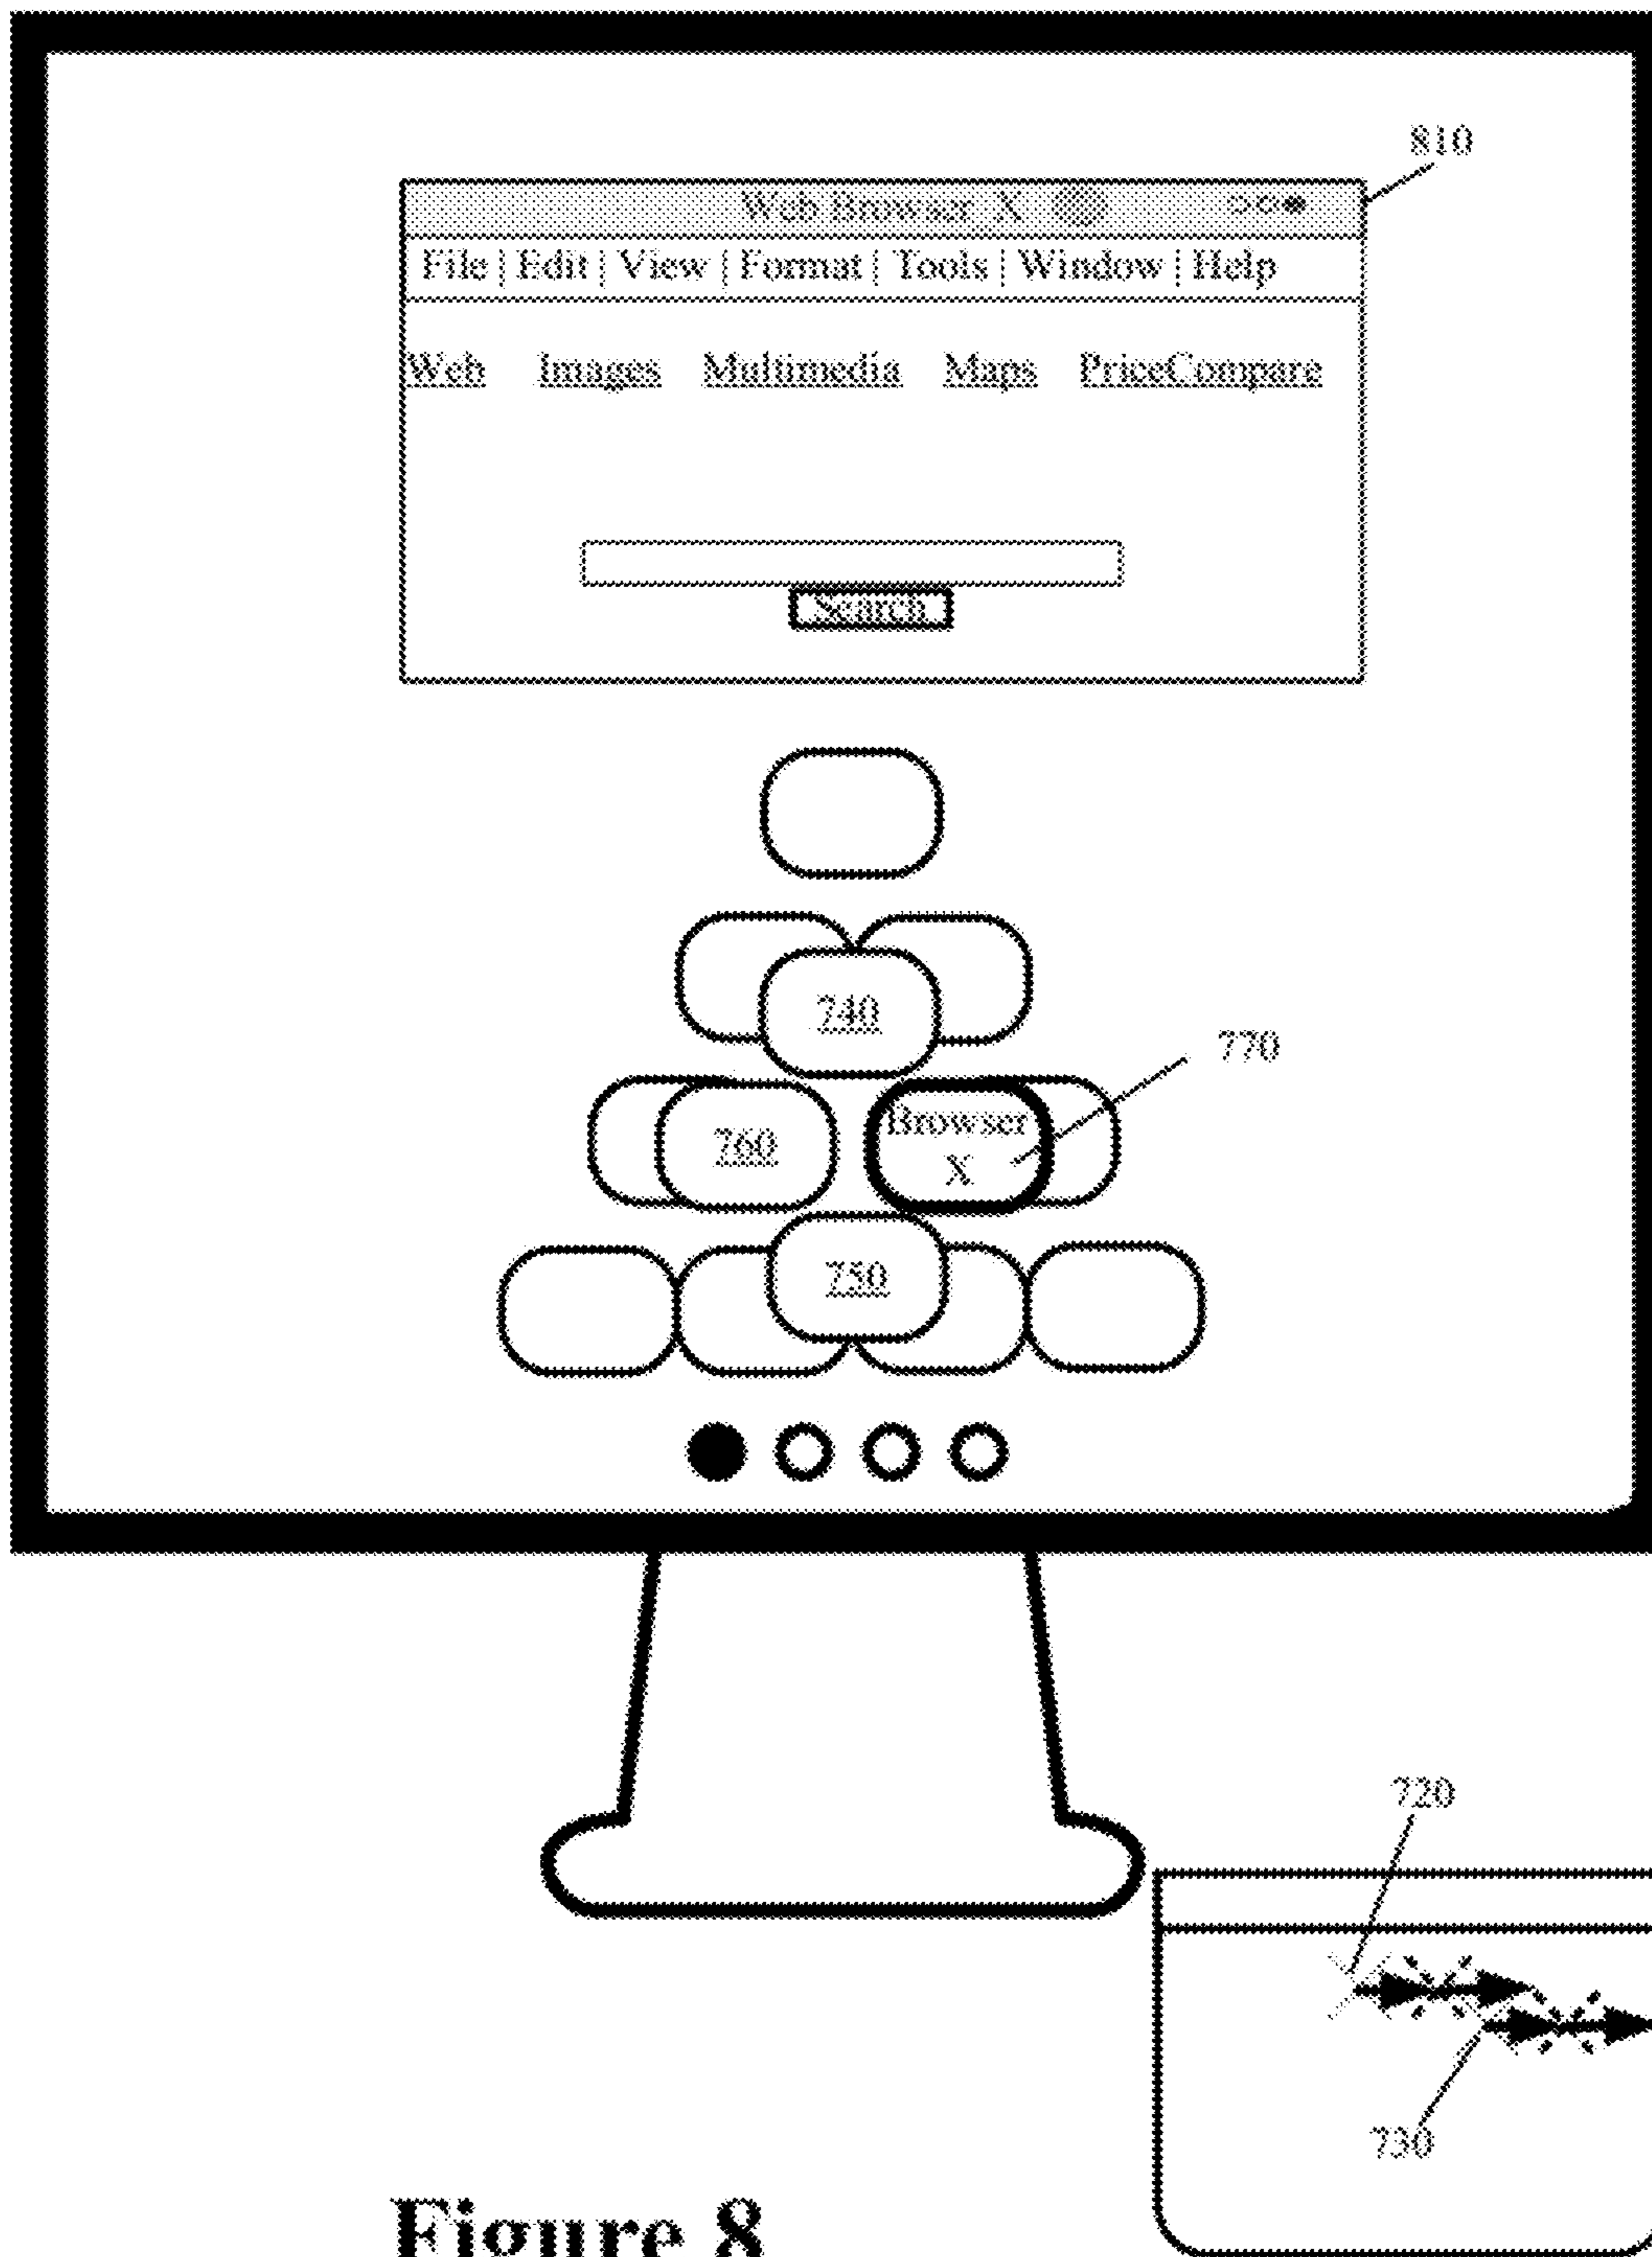 810
Web Browser X
File | Edit | View | Format | Tools | Window | Help
Web Images Multimedia Maps PriceCompare
Search
740
770
760
Browser
X
750
720
730
Figure 8